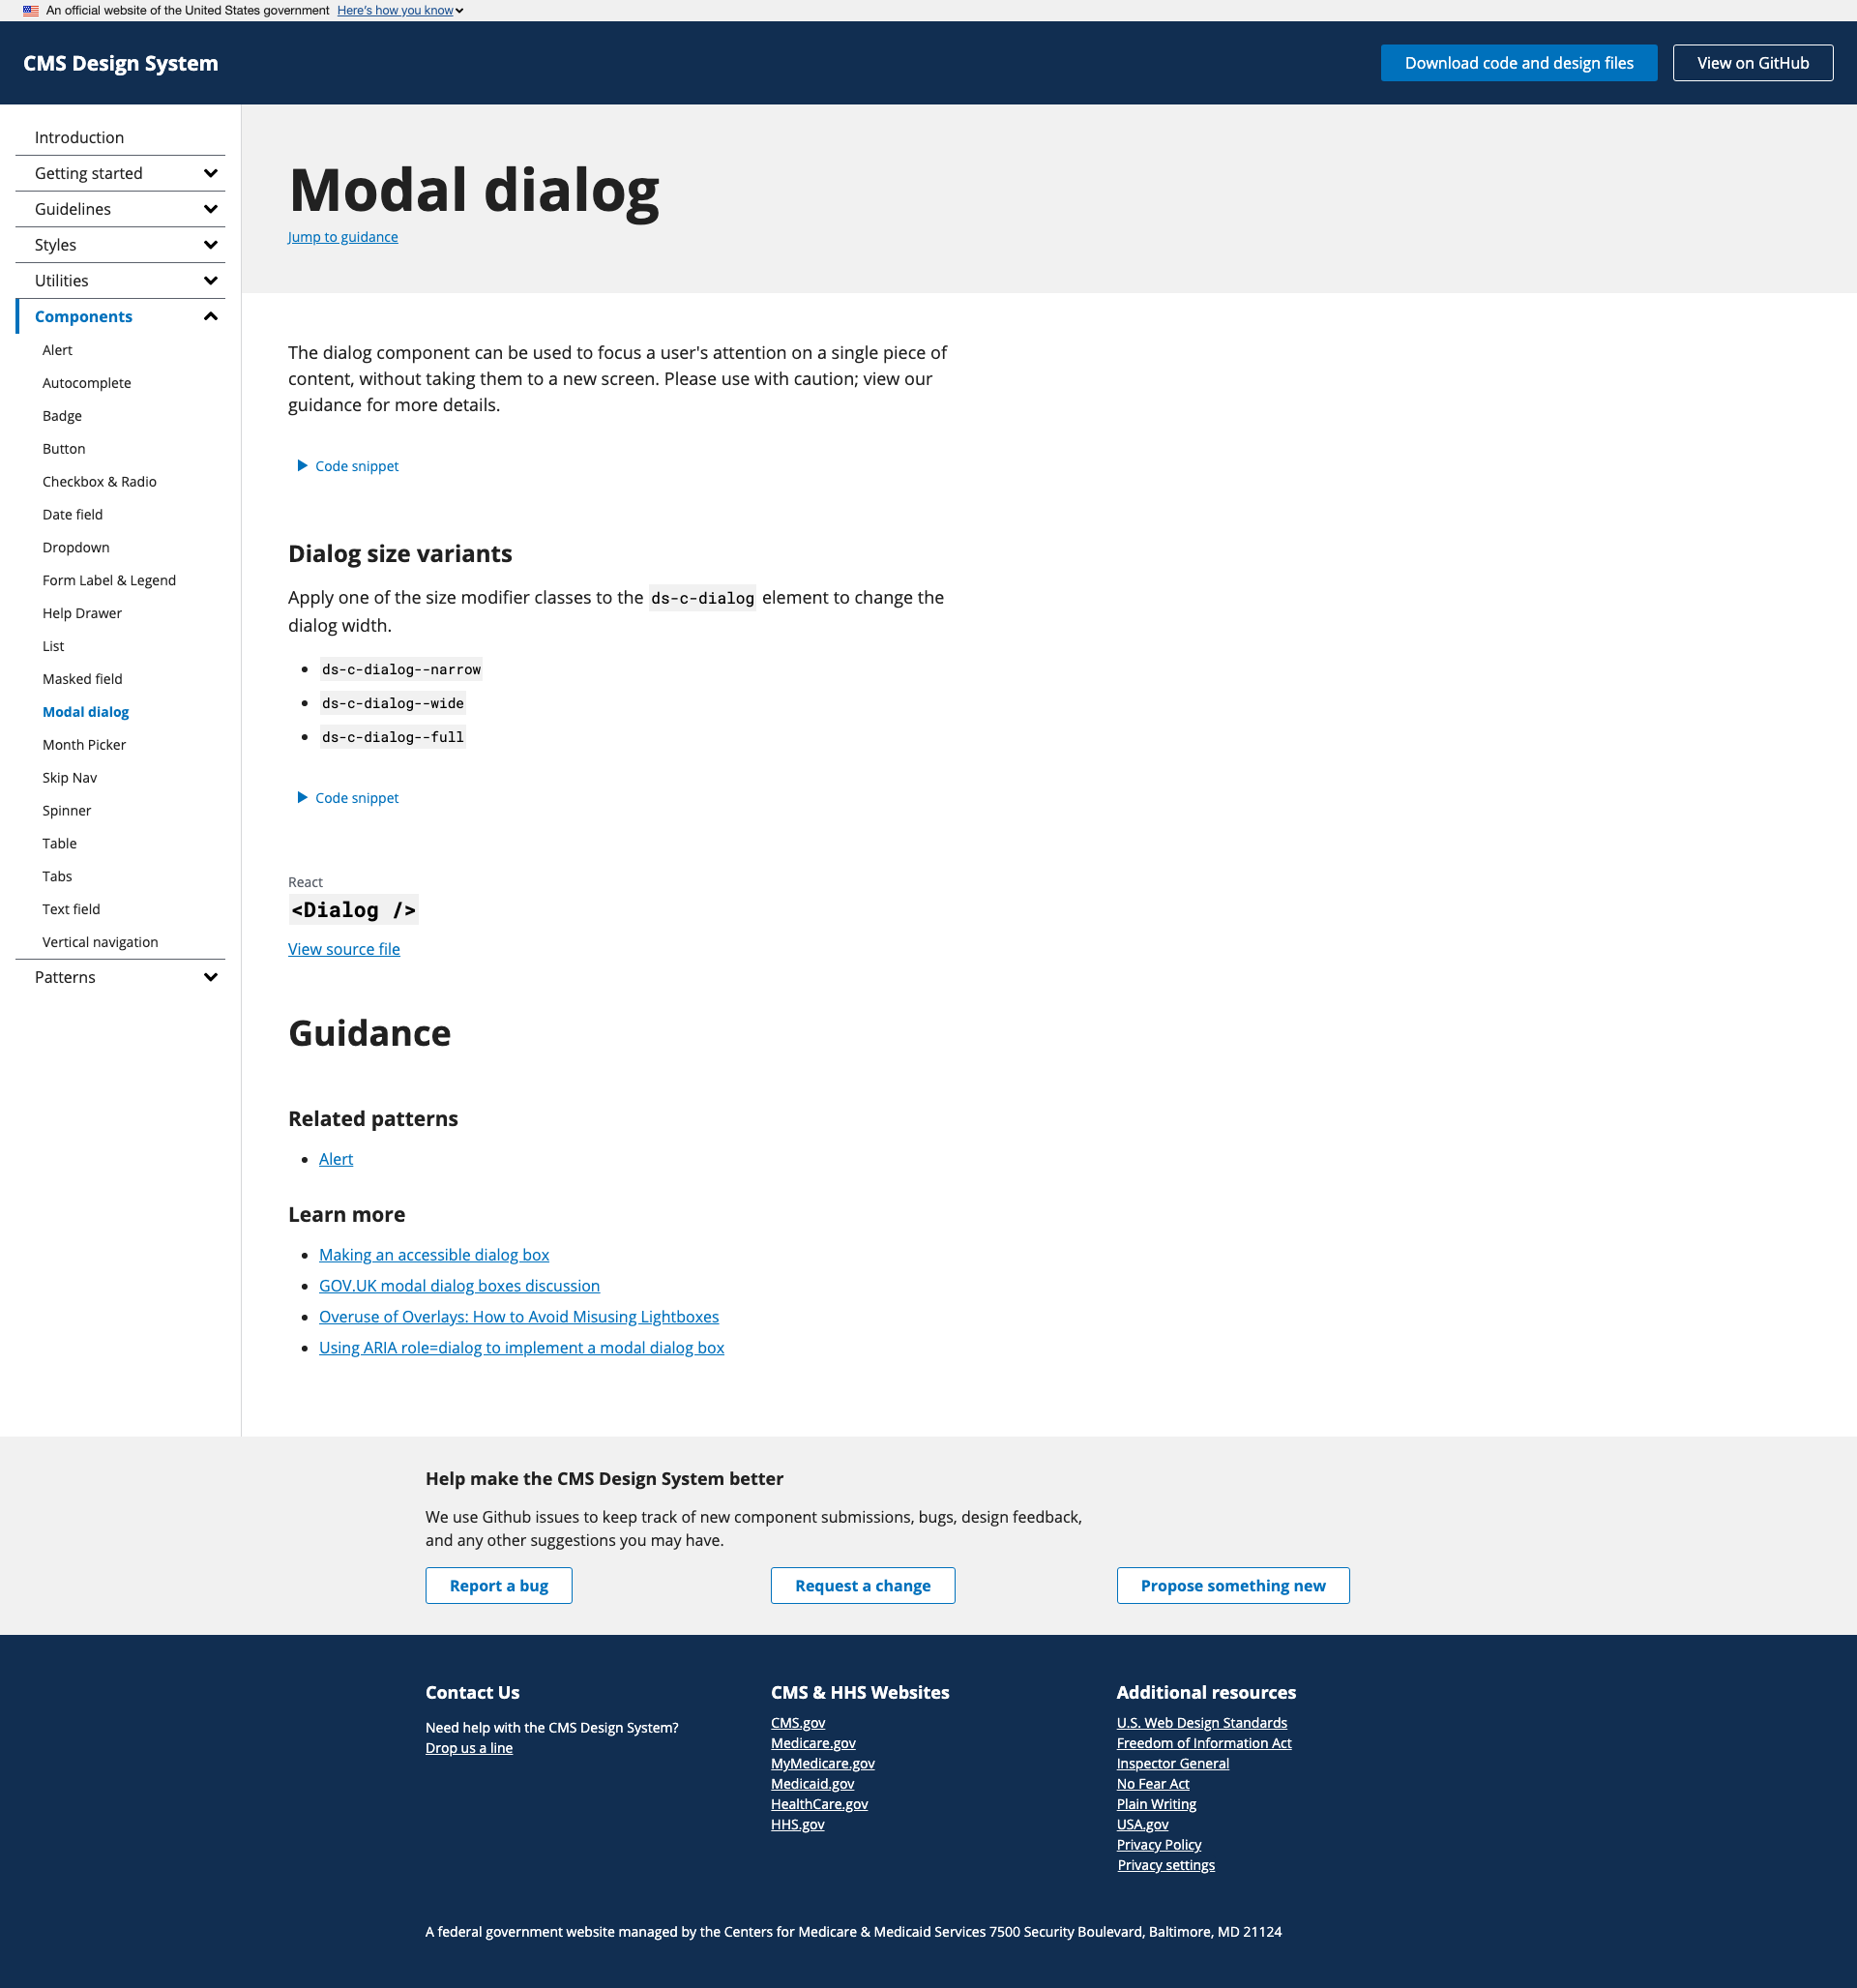 An official website of the United States government Here's how you know
CMS Design System
Download code and design files
View on GitHub
Introduction
Getting started
Guidelines
Styles
Utilities
Components
Alert
Autocomplete
Badge
Button
Checkbox & Radio
Date field
Dropdown
Form Label & Legend
Help Drawer
List
Masked field
Modal dialog
Month Picker
Skip Nav
Spinner
Table
Tabs
Text field
Vertical navigation
Patterns
Modal dialog
Jump to guidance
The dialog component can be used to focus a user's attention on a single piece of
content, without taking them to a new screen. Please use with caution; view our
guidance for more details.
Code snippet
Dialog size variants
Apply one of the size modifier classes to the ds-c-dialog element to change the
dialog width.
ds-c-dialog--narrow
ds-c-dialog--wide
ds-c-dialog--full
Code snippet
React
<Dialog />
View source file
Guidance
Related patterns
Alert
Learn more
Making an accessible dialog box
GOV.UK modal dialog boxes discussion
Overuse of Overlays: How to Avoid Misusing Lightboxes
Using ARIA role=dialog to implement a modal dialog box
Help make the CMS Design System better
We use Github issues to keep track of new component submissions, bugs, design feedback,
and any other suggestions you may have.
Report a bug
Request a change
Propose something new
Contact Us
Need help with the CMS Design System?
Drop us a line
CMS & HHS Websites
CMS.gov
Medicare.gov
MyMedicare.gov
Medicaid.gov
HealthCare.gov
HHS.gov
Additional resources
U.S. Web Design Standards
Freedom of Information Act
Inspector General
No Fear Act
Plain Writing
USA.gov
Privacy Policy
Privacy settings
A federal government website managed by the Centers for Medicare & Medicaid Services 7500 Security Boulevard, Baltimore, MD 21124